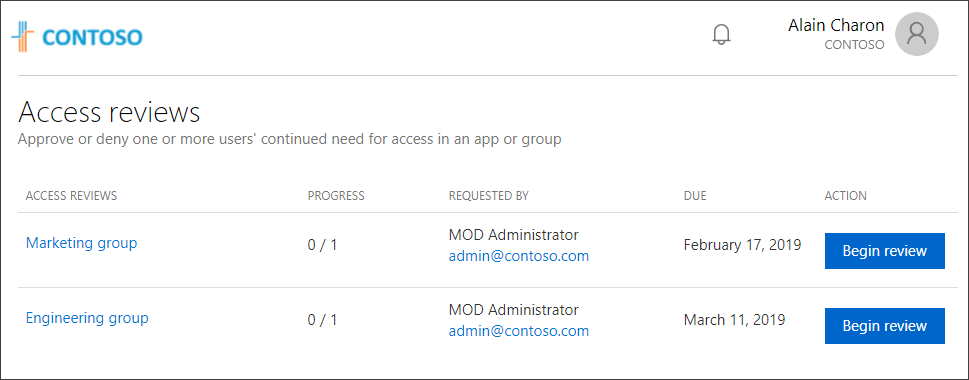 CONTOSO
Alain Charon
CONTOSO
Access reviews
Approve or deny one or more users' continued need for access in an app or group
ACCESS REVIEWS PROGRESS REQUESTED BY DUE ACTION
Marketing group 0 / 1 MOD Administrator February 17, 2019 Begin review
admin@contoso.com
Engineering group 0 / 1 MOD Administrator March 11, 2019 Begin review
admin@contoso.com